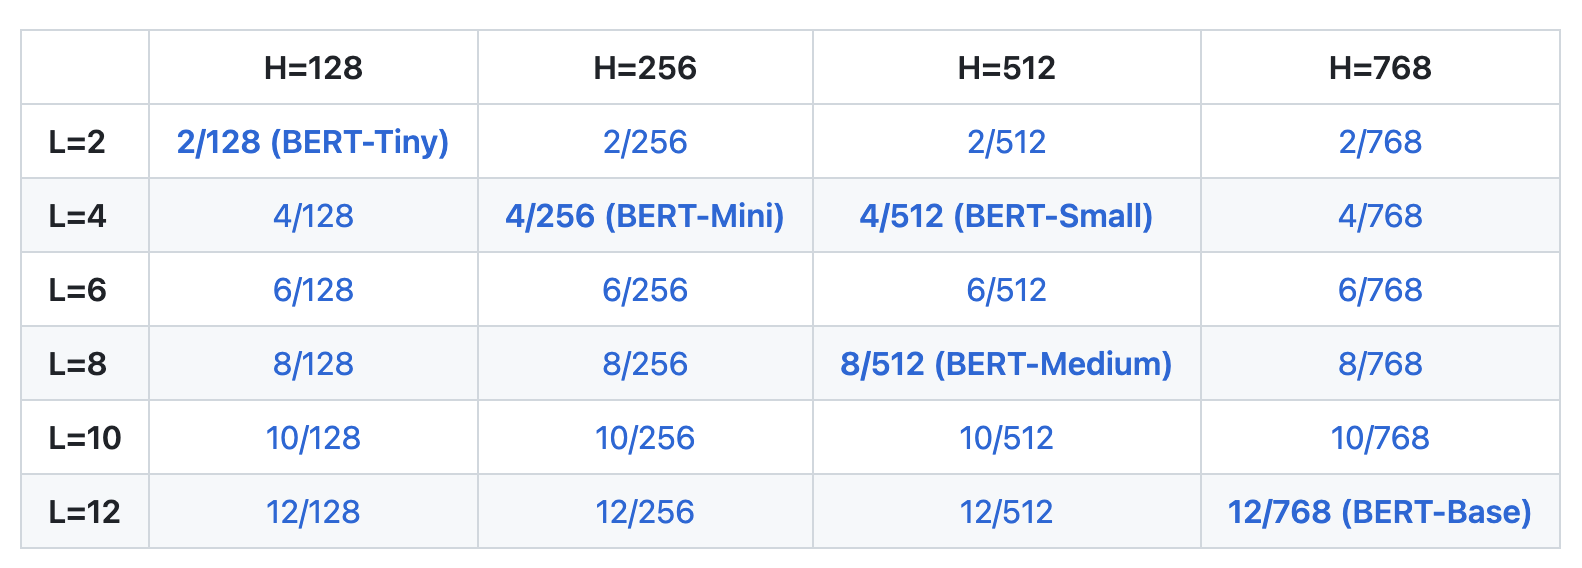 H=128 H=256 H=512 H=768
L=2 2/128 (BERT-Tiny) 2/256 2/512 2/768
L=4 4/128 4/256 (BERT-Mini) 4/512 (BERT-Small) 4/768
L=6 6/128 6/256 6/512 6/768
L=8 8/128 8/256 8/512 (BERT-Medium) 8/768
L=10 10/128 10/256 10/512 10/768
L=12 12/128 12/256 12/512 12/768 (BERT-Base)